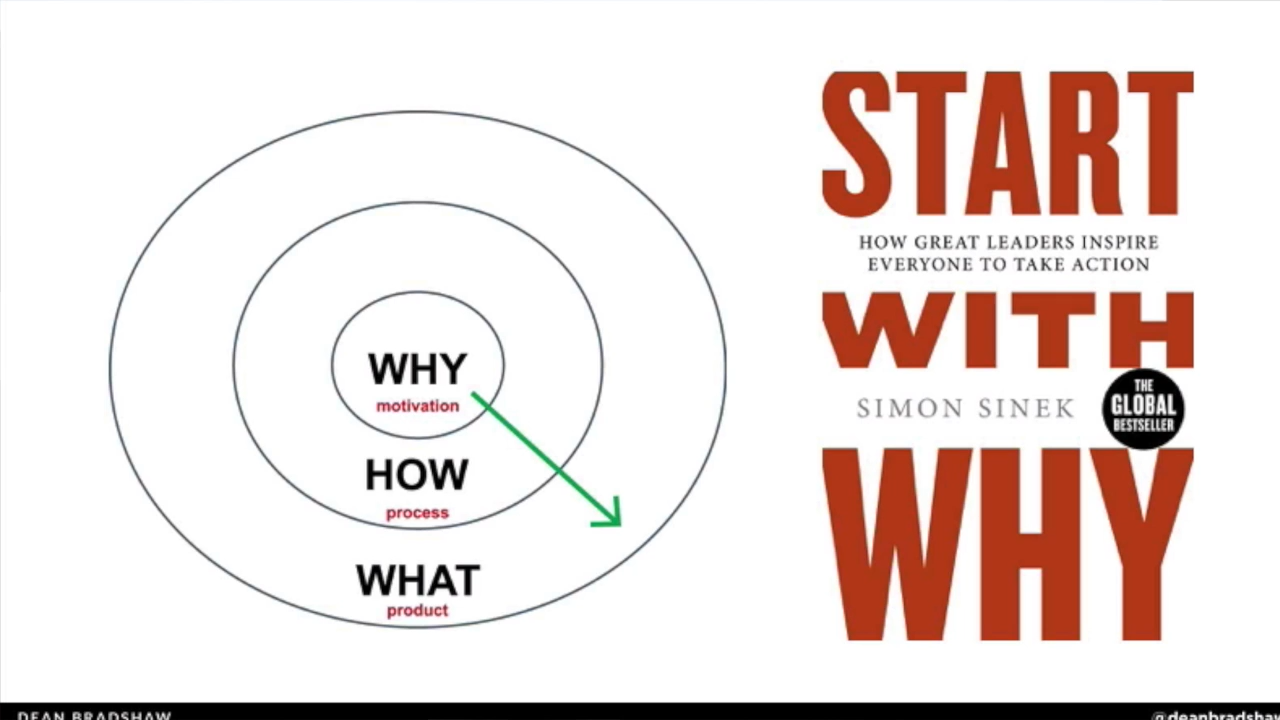 WHY
motivation
HOW
process
WHAT
product
START
HOW GREAT LEADERS INSPIRE
EVERYONE TO TAKE ACTION
WITH
SIMON SINEK
THE
GLOBAL
BESTSELLER
WHY
DEAN BRADSHAW
@deanbradshaw